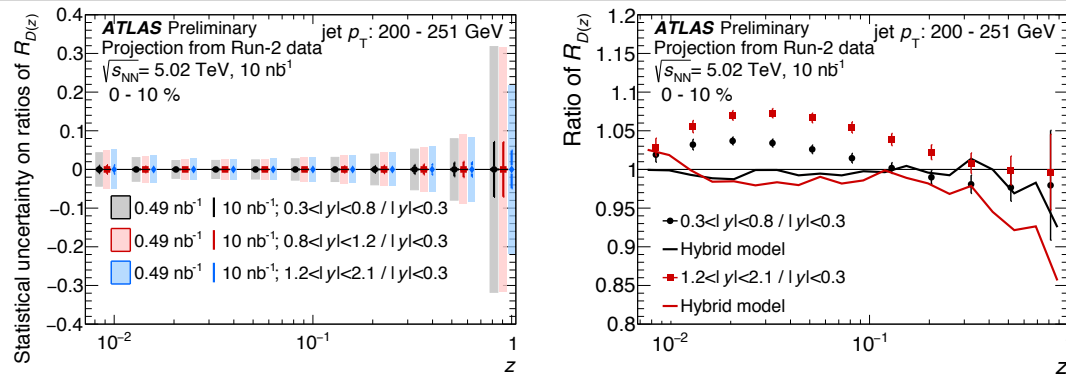 Statistical uncertainty on ratios of R_D(z)
0.4
0.3
0.2
0.1
0
−0.1
−0.2
−0.3
−0.4
ATLAS Preliminary
jet p_T: 200 - 251 GeV
Projection from Run-2 data
√s_NN = 5.02 TeV, 10 nb⁻¹
0 - 10 %
0.49 nb⁻¹ 10 nb⁻¹; 0.3<|y|<0.8 / |y|<0.3
0.49 nb⁻¹ 10 nb⁻¹; 0.8<|y|<1.2 / |y|<0.3
0.49 nb⁻¹ 10 nb⁻¹; 1.2<|y|<2.1 / |y|<0.3
10⁻² 10⁻¹ 1
z
Ratio of R_D(z)
1.2
1.15
1.1
1.05
1
0.95
0.9
0.85
0.8
ATLAS Preliminary
jet p_T: 200 - 251 GeV
Projection from Run-2 data
√s_NN = 5.02 TeV, 10 nb⁻¹
0 - 10 %
0.3<|y|<0.8 / |y|<0.3
Hybrid model
1.2<|y|<2.1 / |y|<0.3
Hybrid model
10⁻² 10⁻¹
z